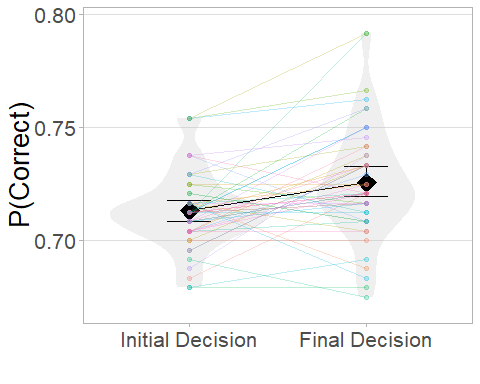 0.80
0.75
0.70
P(Correct)
Initial Decision
Final Decision